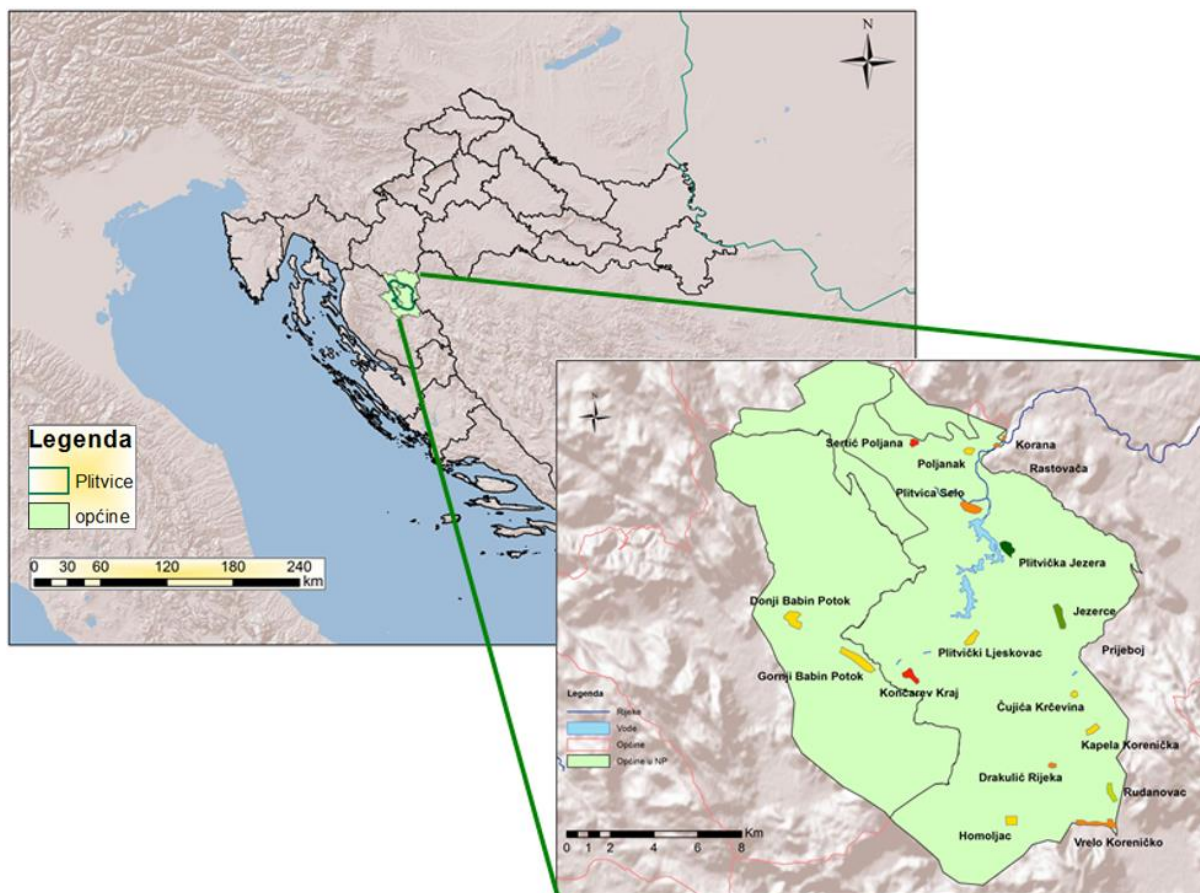 N
Legenda
Plitvice
općine
0 30 60 120 180 240
km
N
Sertić Poljana
Korana
Poljanak
Rastovača
Plitvica Selo
Plitvička Jezera
Donji Babin Potok
Jezerce
Plitvički Ljeskovac
Prijeboj
Gornji Babin Potok
Končarev Kraj
Čujića Krčevina
Kapela Korenička
Drakulić Rijeka
Rudanovac
Homoljac
Vrelo Koreničko
Legenda
Rijeke
Vode
Općine
Općine u NP
Km
0 1 2 4 6 8